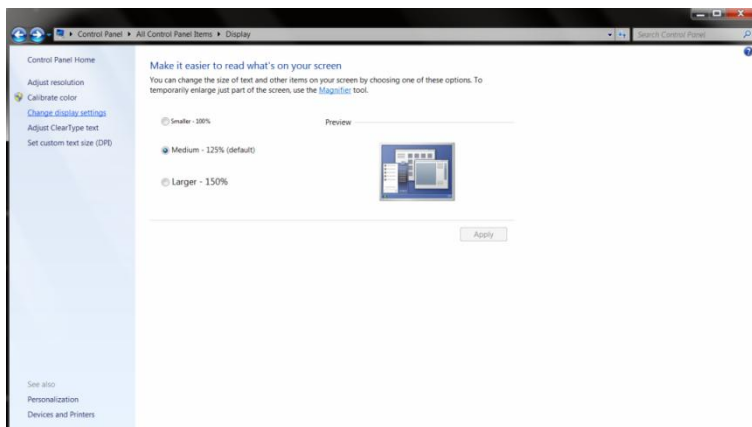 Control Panel All Control Panel Items Display
Search Control Panel
Control Panel Home
Adjust resolution
Calibrate color
Change display settings
Adjust ClearType text
Set custom text size (DPI)
See also
Personalization
Devices and Printers
Make it easier to read what's on your screen
You can change the size of text and other items on your screen by choosing one of these options. To
temporarily enlarge just part of the screen, use the Magnifier tool.
Smaller - 100%
Preview
Medium - 125% (default)
Larger - 150%
Apply